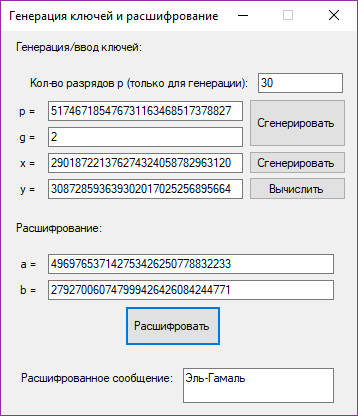 Генерация ключей и расшифрование
Генерация/ввод ключей:
Кол-во разрядов p (только для генерации): 30
p = 517467185476731163468517378827
Сгенерировать
g = 2
x = 290187221376274324058782963120 Сгенерировать
y = 308728593639302017025256895664 Вычислить
Расшифрование:
a = 496976537142753426250778832233
b = 279270060747999426426084244771
Расшифровать
Расшифрованное сообщение: Эль-Гамаль